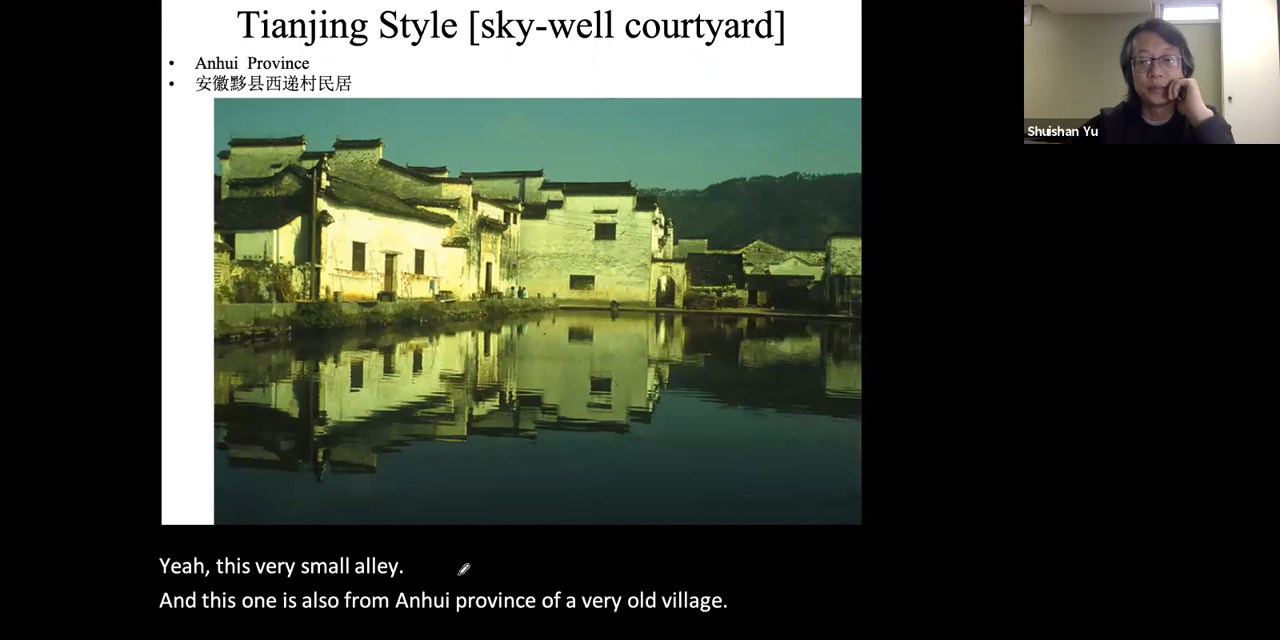 Tianjing Style [sky-well courtyard]
• Anhui Province
• 安徽黟县西递村民居
Shuishan Yu
Yeah, this very small alley.
And this one is also from Anhui province of a very old village.